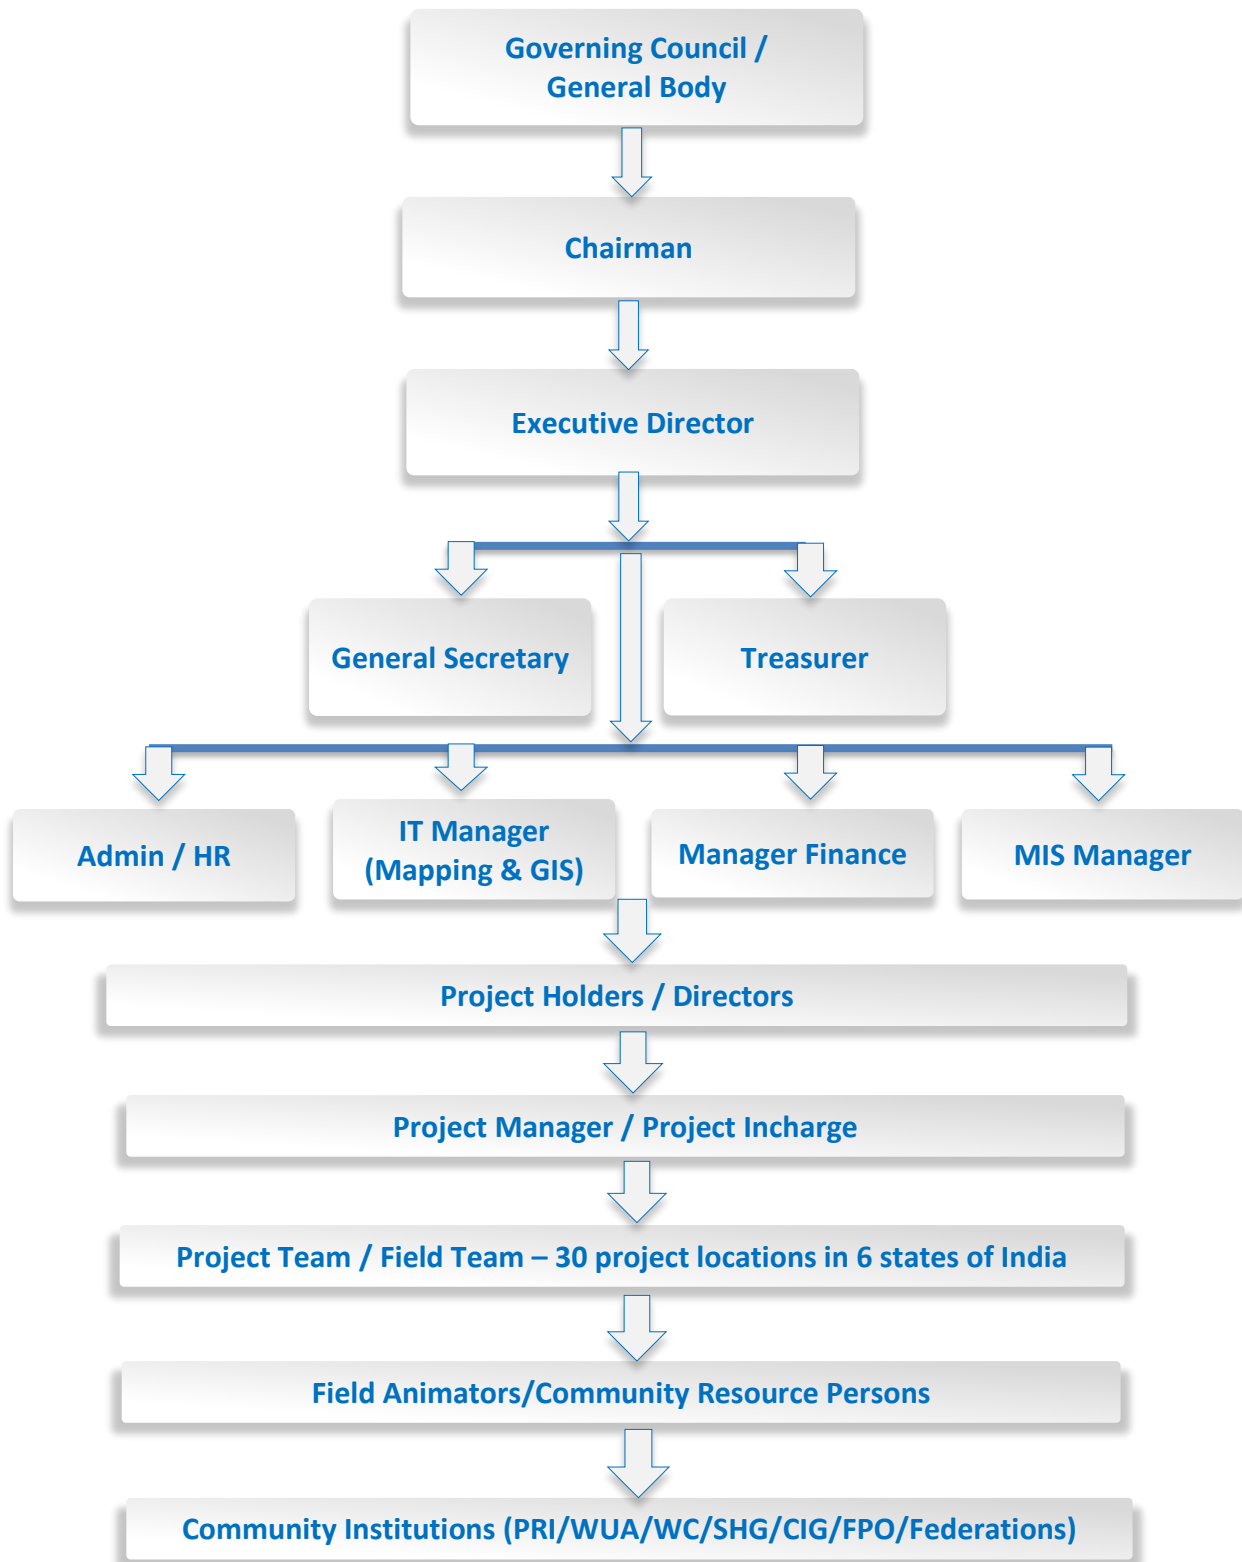 Governing Council /
General Body
Chairman
Executive Director
General Secretary
Treasurer
Admin / HR
IT Manager
(Mapping & GIS)
Manager Finance
MIS Manager
Project Holders / Directors
Project Manager / Project Incharge
Project Team / Field Team – 30 project locations in 6 states of India
Field Animators/Community Resource Persons
Community Institutions (PRI/WUA/WC/SHG/CIG/FPO/Federations)